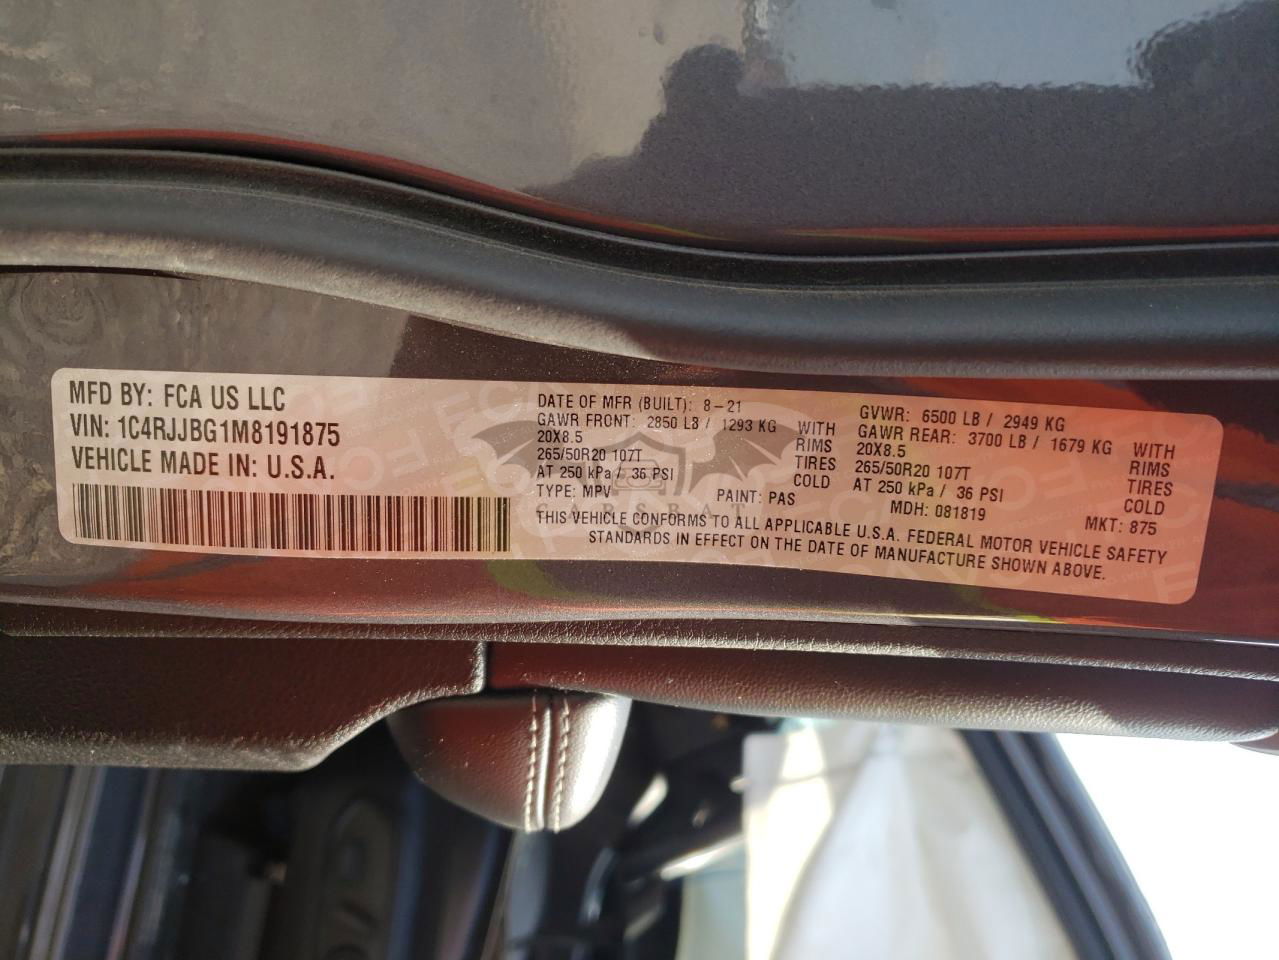 MFD BY: FCA US LLC
VIN: 1C4RJJBG1M8191875
VEHICLE MADE IN: U.S.A.
DATE OF MFR (BUILT): 8-21
GAWR FRONT: 2850 LB / 1293 KG WITH
20X8.5 RIMS
265/50R20 107T TIRES
AT 250 kPa / 36 PSI COLD
TYPE: MPV PAINT: PAS
GVWR: 6500 LB / 2949 KG
GAWR REAR: 3700 LB / 1679 KG WITH
20X8.5 RIMS
265/50R20 107T TIRES
AT 250 kPa / 36 PSI COLD
MDH: 081819 MKT: 875
THIS VEHICLE CONFORMS TO ALL APPLICABLE U.S.A. FEDERAL MOTOR VEHICLE SAFETY
STANDARDS IN EFFECT ON THE DATE OF MANUFACTURE SHOWN ABOVE.
CARSBAT